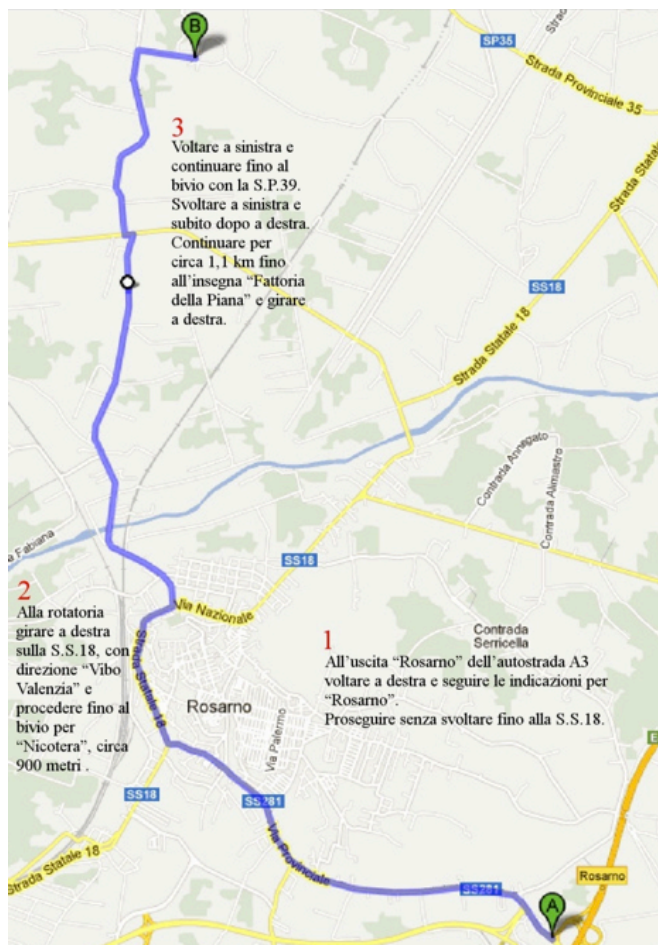 B
SP35
Strada Provinciale 35
Strada Statale
3
Voltare a sinistra e
continuare fino al
bivio con la S.P.39.
Svoltare a sinistra e
subito dopo a destra.
Continuare per
circa 1,1 km fino
all'insegna “Fattoria
della Piana” e girare
a destra.
SS18
Strada Statale 18
Contrada Annegato
Contrada Alimastro
a Fabiana
SS18
Via Nazionale
2
Alla rotatoria
girare a destra
sulla S.S.18, con
direzione “Vibo
Valenzia” e
procedere fino al
bivio per
“Nicotera”, circa
900 metri .
Strada Statale 18
Contrada
Serricella
1
All'uscita “Rosarno” dell'autostrada A3
voltare a destra e seguire le indicazioni per
“Rosarno”.
Proseguire senza svoltare fino alla S.S.18.
Rosarno
Via Palermo
E
SS18
SS281
Strada Statale 18
Via Provinciale
SS281
Rosarno
A